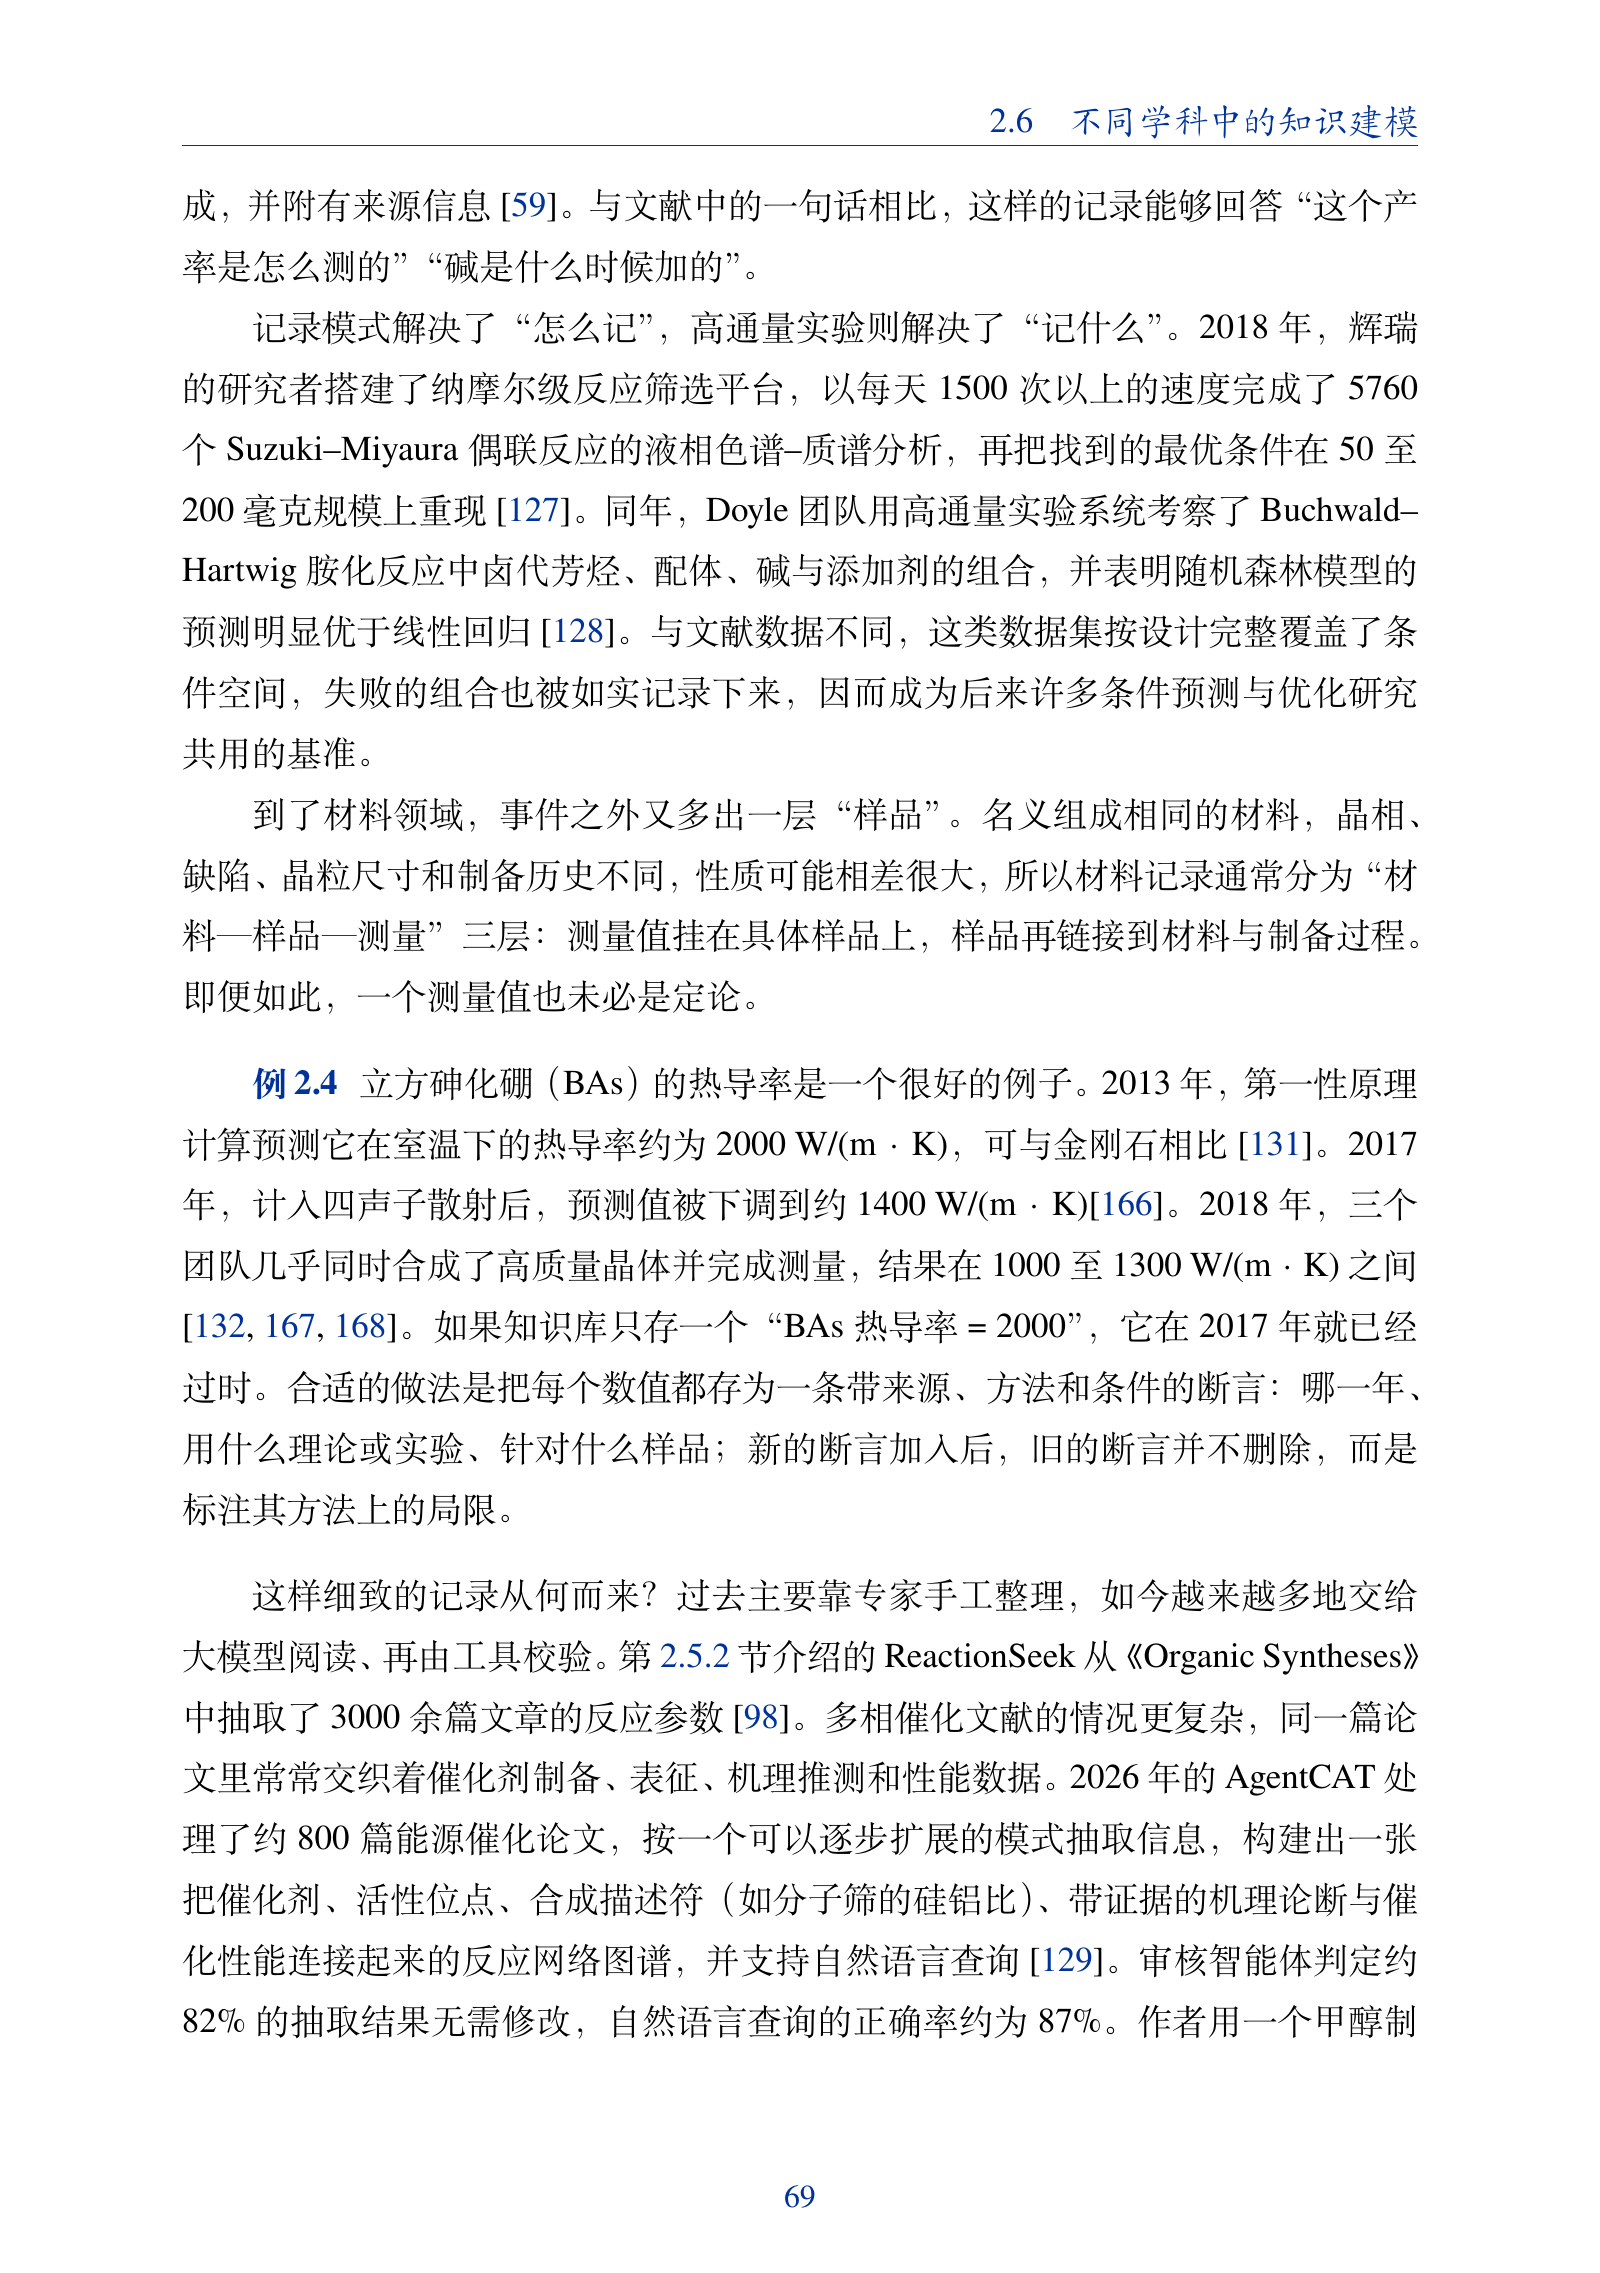 2.6 不同学科中的知识建模
成，并附有来源信息 [59]。与文献中的一句话相比，这样的记录能够回答“这个产
率是怎么测的”“碱是什么时候加的”。
记录模式解决了“怎么记”，高通量实验则解决了“记什么”。2018 年，辉瑞
的研究者搭建了纳摩尔级反应筛选平台，以每天 1500 次以上的速度完成了 5760
个 Suzuki–Miyaura 偶联反应的液相色谱–质谱分析，再把找到的最优条件在 50 至
200 毫克规模上重现 [127]。同年，Doyle 团队用高通量实验系统考察了 Buchwald–
Hartwig 胺化反应中卤代芳烃、配体、碱与添加剂的组合，并表明随机森林模型的
预测明显优于线性回归 [128]。与文献数据不同，这类数据集按设计完整覆盖了条
件空间，失败的组合也被如实记录下来，因而成为后来许多条件预测与优化研究
共用的基准。
到了材料领域，事件之外又多出一层“样品”。名义组成相同的材料，晶相、
缺陷、晶粒尺寸和制备历史不同，性质可能相差很大，所以材料记录通常分为“材
料—样品—测量”三层：测量值挂在具体样品上，样品再链接到材料与制备过程。
即便如此，一个测量值也未必是定论。
例 2.4 立方砷化硼（BAs）的热导率是一个很好的例子。2013 年，第一性原理
计算预测它在室温下的热导率约为 2000 W/(m · K)，可与金刚石相比 [131]。2017
年，计入四声子散射后，预测值被下调到约 1400 W/(m · K)[166]。2018 年，三个
团队几乎同时合成了高质量晶体并完成测量，结果在 1000 至 1300 W/(m · K) 之间
[132, 167, 168]。如果知识库只存一个“BAs 热导率 = 2000”，它在 2017 年就已经
过时。合适的做法是把每个数值都存为一条带来源、方法和条件的断言：哪一年、
用什么理论或实验、针对什么样品；新的断言加入后，旧的断言并不删除，而是
标注其方法上的局限。
这样细致的记录从何而来？过去主要靠专家手工整理，如今越来越多地交给
大模型阅读、再由工具校验。第 2.5.2 节介绍的 ReactionSeek 从《Organic Syntheses》
中抽取了 3000 余篇文章的反应参数 [98]。多相催化文献的情况更复杂，同一篇论
文里常常交织着催化剂制备、表征、机理推测和性能数据。2026 年的 AgentCAT 处
理了约 800 篇能源催化论文，按一个可以逐步扩展的模式抽取信息，构建出一张
把催化剂、活性位点、合成描述符（如分子筛的硅铝比）、带证据的机理论断与催
化性能连接起来的反应网络图谱，并支持自然语言查询 [129]。审核智能体判定约
82% 的抽取结果无需修改，自然语言查询的正确率约为 87%。作者用一个甲醇制
69